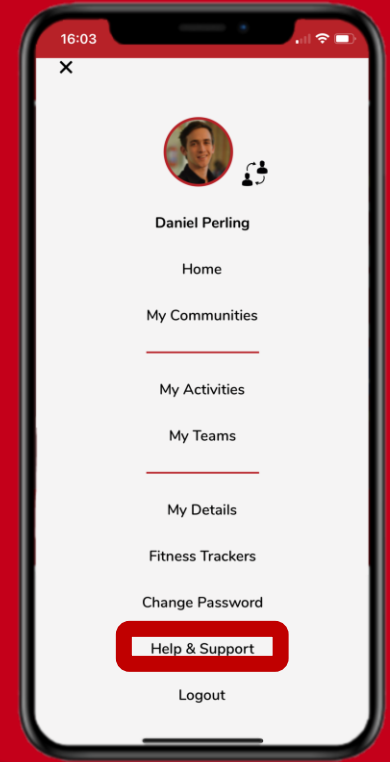 16:03
Daniel Perling
Home
My Communities
My Activities
My Teams
My Details
Fitness Trackers
Change Password
Help & Support
Logout